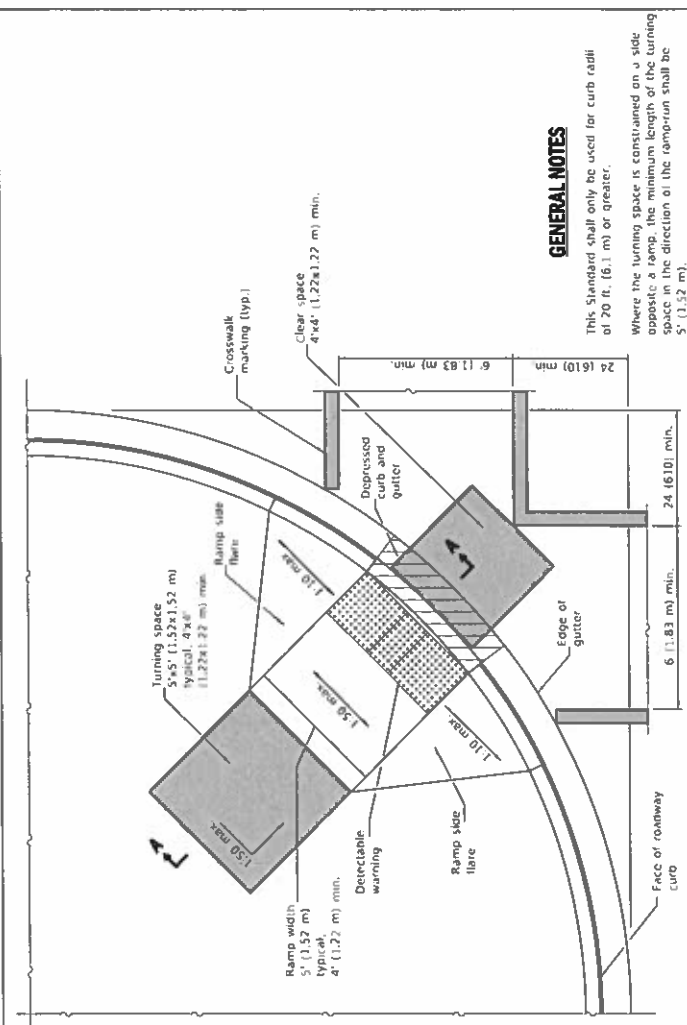 Crosswalk
marking (typ.)
Clear space
4'x4' (1.22x1.22 m) min.
Turning space
5'x5' (1.52x1.52 m)
typical, 4'x4'
(1.22x1.22 m) min.
Ramp side
flare
Depressed
curb and
gutter
6' (1.83 m) min.
24 (610) min.
1:10 max.
A
1:50 max.
1:50 max.
A
1:10 max.
Ramp width
5' (1.52 m)
typical,
4' (1.22 m) min.
Detectable
warning
Ramp side
flare
Edge of
gutter
24 (610) min.
6 (1.83 m) min.
Face of roadway
curb
GENERAL NOTES
This Standard shall only be used for curb radii
of 20 ft. (6.1 m) or greater.
Where the turning space is constrained on a side
opposite a ramp, the minimum length of the turning
space in the direction of the ramp-run shall be
5' (1.52 m).